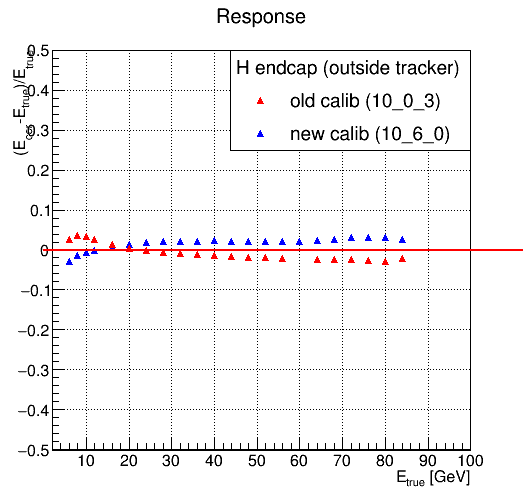 Response
(E_cor-E_true)/E_true
H endcap (outside tracker)
old calib (10_0_3)
new calib (10_6_0)
0.5
0.4
0.3
0.2
0.1
0
−0.1
−0.2
−0.3
−0.4
−0.5
10 20 30 40 50 60 70 80 90 100
E_true [GeV]